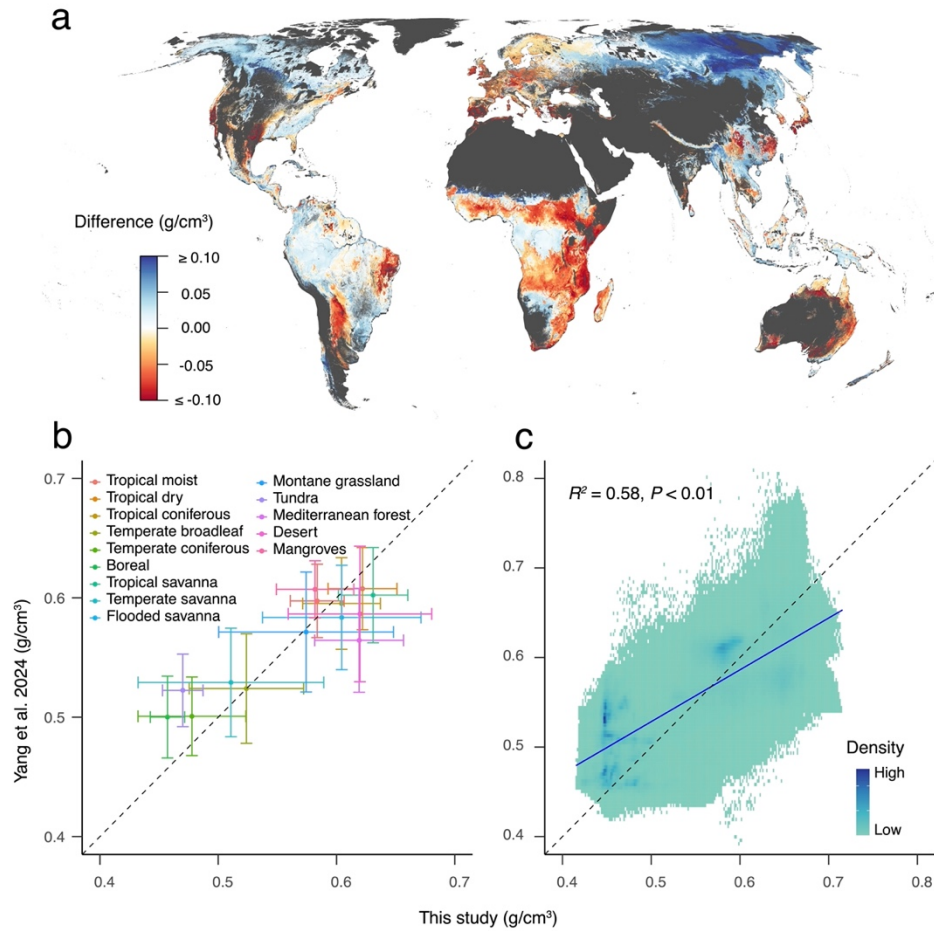 a
Difference (g/cm³)
≥ 0.10
0.05
0.00
-0.05
≤ -0.10
b
Tropical moist
Tropical dry
Tropical coniferous
Temperate broadleaf
Temperate coniferous
Boreal
Tropical savanna
Temperate savanna
Flooded savanna
Montane grassland
Tundra
Mediterranean forest
Desert
Mangroves
0.7
0.6
0.5
0.4
Yang et al. 2024 (g/cm³)
0.4 0.5 0.6 0.7
c
R² = 0.58, P < 0.01
0.8
0.7
0.6
0.5
0.4
Density
High
Low
0.4 0.5 0.6 0.7 0.8
This study (g/cm³)